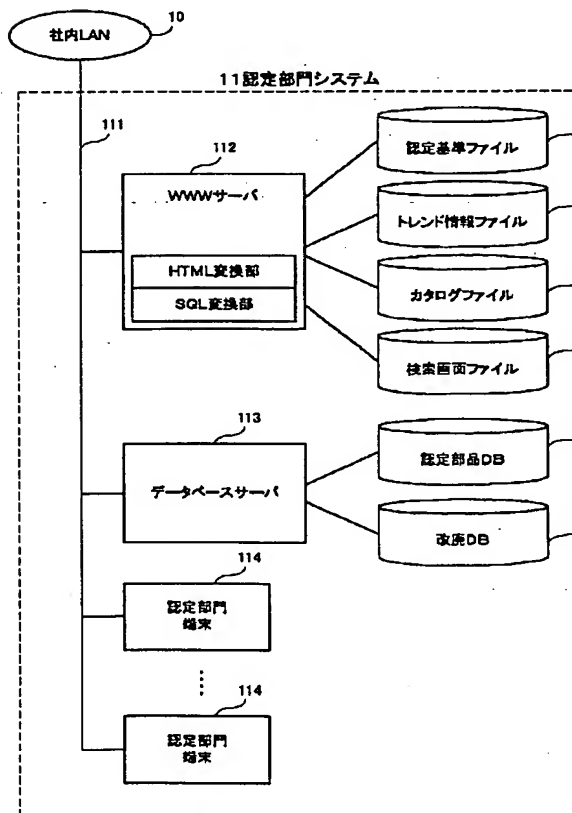 社内LAN
10
11認定部門システム
111
112
WWWサーバ
HTML変換部
SQL変換部
認定基準ファイル
トレンド情報ファイル
カタログファイル
検索画面ファイル
113
データベースサーバ
認定部品DB
改廃DB
114
認定部門
端末
114
認定部門
端末